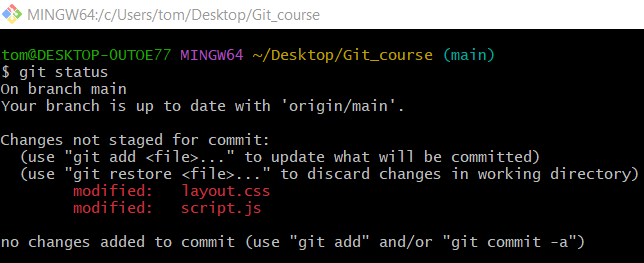 MINGW64:/c/Users/tom/Desktop/Git_course
tom@DESKTOP-OUTOE77 MINGW64 ~/Desktop/Git_course (main)
$ git status
On branch main
Your branch is up to date with 'origin/main'.
Changes not staged for commit:
  (use "git add <file>..." to update what will be committed)
  (use "git restore <file>..." to discard changes in working directory)
        modified:   layout.css
        modified:   script.js
no changes added to commit (use "git add" and/or "git commit -a")